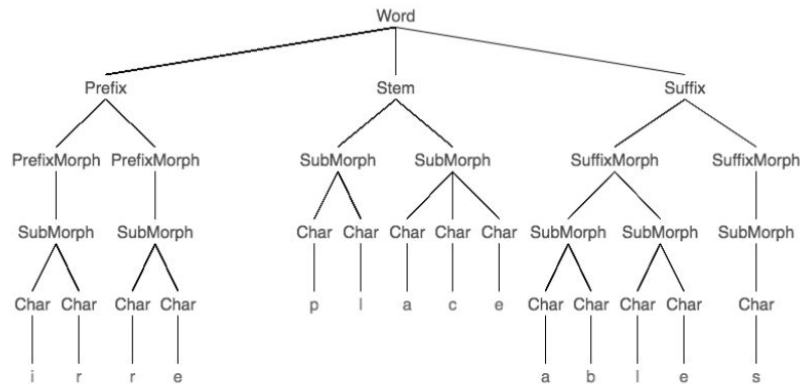 Word
Prefix Stem Suffix
PrefixMorph PrefixMorph SubMorph SubMorph SuffixMorph SuffixMorph
SubMorph SubMorph Char Char Char Char Char SubMorph SubMorph SubMorph
Char Char Char Char p l a c e Char Char Char Char Char
i r r e a b l e s